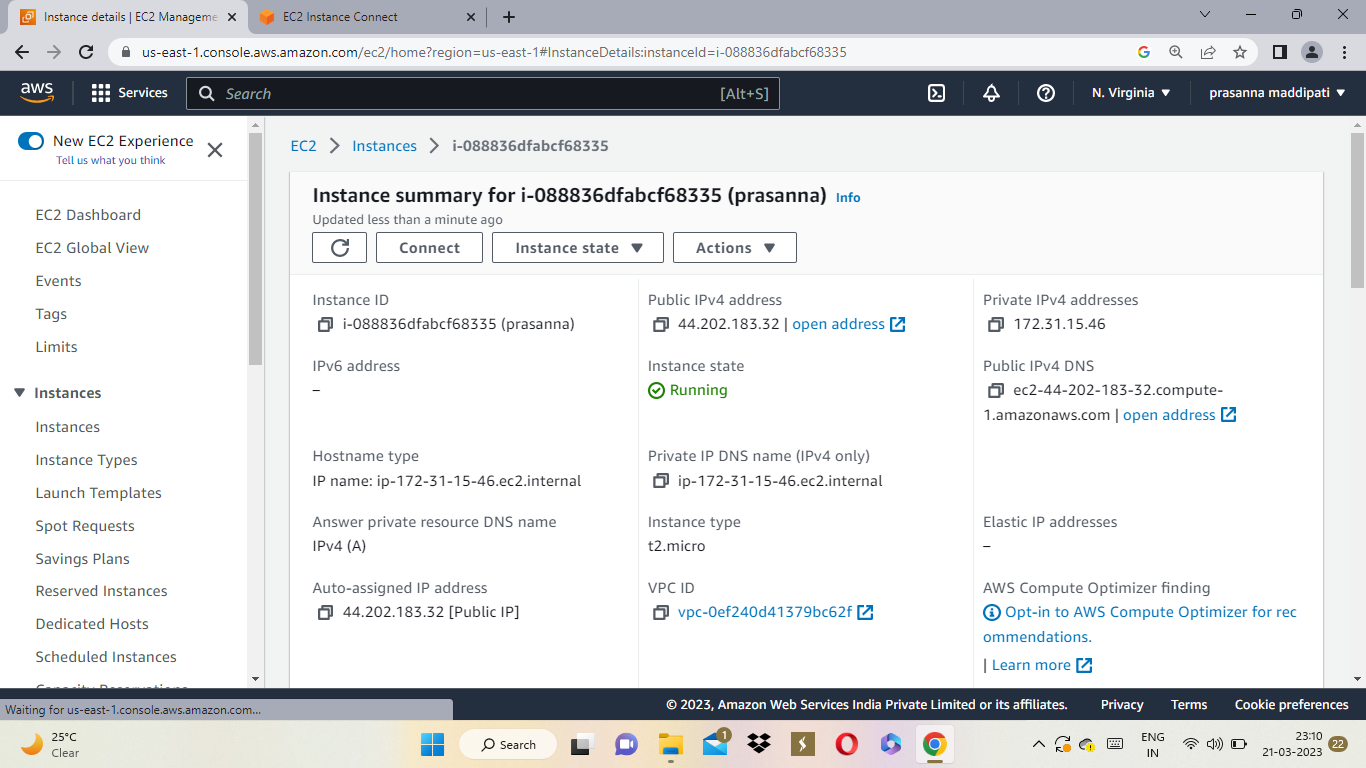 Instance details | EC2 Manageme
EC2 Instance Connect
us-east-1.console.aws.amazon.com/ec2/home?region=us-east-1#InstanceDetails:instanceId=i-088836dfabcf68335
aws
Services
Search
[Alt+S]
N. Virginia
prasanna maddipati
New EC2 Experience
Tell us what you think
EC2 Dashboard
EC2 Global View
Events
Tags
Limits
Instances
Instances
Instance Types
Launch Templates
Spot Requests
Savings Plans
Reserved Instances
Dedicated Hosts
Scheduled Instances
Capacity Reservations
EC2 > Instances > i-088836dfabcf68335
Instance summary for i-088836dfabcf68335 (prasanna) Info
Updated less than a minute ago
Connect
Instance state
Actions
Instance ID
i-088836dfabcf68335 (prasanna)
Public IPv4 address
44.202.183.32 | open address
Private IPv4 addresses
172.31.15.46
IPv6 address
–
Instance state
Running
Public IPv4 DNS
ec2-44-202-183-32.compute-
1.amazonaws.com | open address
Hostname type
IP name: ip-172-31-15-46.ec2.internal
Private IP DNS name (IPv4 only)
ip-172-31-15-46.ec2.internal
Answer private resource DNS name
IPv4 (A)
Instance type
t2.micro
Elastic IP addresses
–
Auto-assigned IP address
44.202.183.32 [Public IP]
VPC ID
vpc-0ef240d41379bc62f
AWS Compute Optimizer finding
Opt-in to AWS Compute Optimizer for rec
ommendations.
| Learn more
Waiting for us-east-1.console.aws.amazon.com...
© 2023, Amazon Web Services India Private Limited or its affiliates.
Privacy
Terms
Cookie preferences
25°C
Clear
Search
1
ENG
IN
23:10
21-03-2023
22